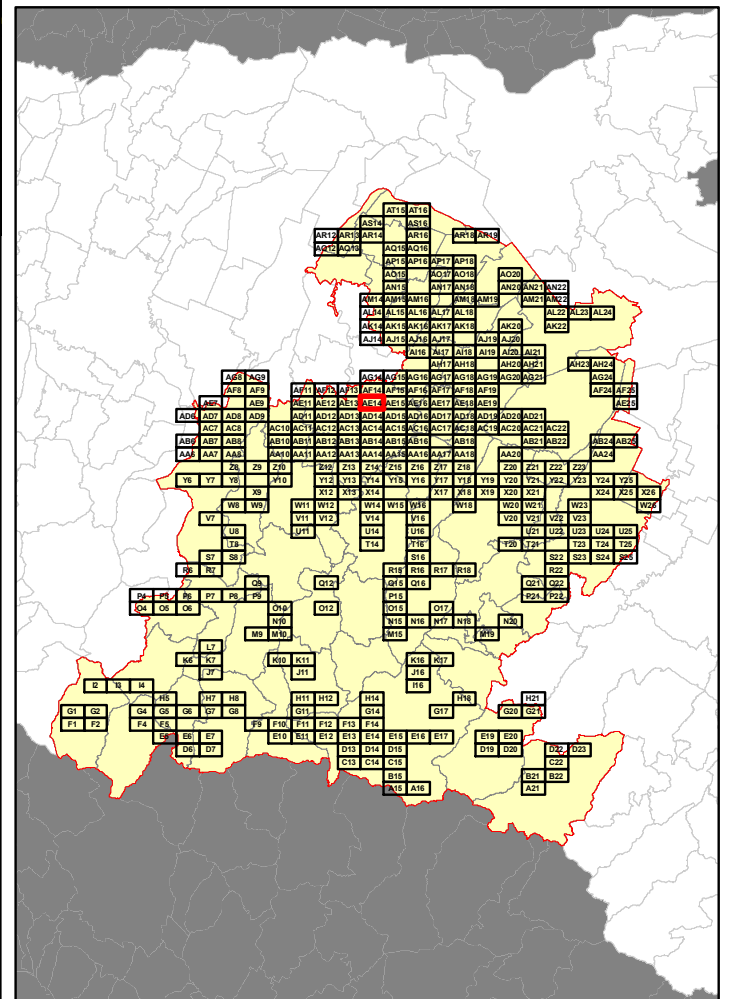 AT15 AT16
AS14 AS16
AR12 AR13 AR14 AR16 AR18 AR19
AQ12 AQ13 AQ15 AQ16
AP15 AP16 AP17 AP18
AO15 AO17 AO18 AO20
AN15 AN17 AN18 AN20 AN21 AN22
AM14 AM15 AM16 AM18 AM19 AM21 AM22
AL14 AL15 AL16 AL17 AL18 AL22 AL23 AL24
AK14 AK15 AK16 AK17 AK18 AK20 AK22
AJ14 AJ15 AJ16 AJ17 AJ19 AJ20
AI16 AI17 AI18 AI19 AI20 AI21
AH17 AH18 AH20 AH21 AH23 AH24
AG8 AG9 AG14 AG15 AG16 AG17 AG18 AG19 AG20 AG21 AG24
AF8 AF9 AF11 AF12 AF13 AF14 AF15 AF16 AF17 AF18 AF19 AF24 AF25
AE7 AE9 AE11 AE12 AE13 AE14 AE15 AE16 AE17 AE18 AE19 AE25
AD6 AD7 AD8 AD9 AD11 AD12 AD13 AD14 AD15 AD16 AD17 AD18 AD19 AD20 AD21
AC7 AC8 AC10 AC11 AC12 AC13 AC14 AC15 AC16 AC17 AC18 AC19 AC20 AC21 AC22
AB6 AB7 AB8 AB10 AB11 AB12 AB13 AB14 AB15 AB16 AB18 AB21 AB22 AB24 AB25
AA6 AA7 AA8 AA10 AA11 AA12 AA13 AA14 AA15 AA16 AA17 AA18 AA20 AA24
Z8 Z9 Z10 Z12 Z13 Z14 Z15 Z16 Z17 Z18 Z20 Z21 Z22 Z23
Y6 Y7 Y8 Y10 Y12 Y13 Y14 Y15 Y16 Y17 Y18 Y19 Y20 Y21 Y22 Y23 Y24 Y25
X9 X12 X13 X14 X17 X18 X19 X20 X21 X24 X25 X26
W8 W9 W11 W12 W14 W15 W16 W18 W20 W21 W23 W26
V7 V11 V12 V14 V16 V20 V21 V22 V23
U8 U11 U14 U16 U21 U22 U23 U24 U25
T8 T14 T16 T20 T21 T23 T24 T25
S7 S8 S16 S22 S23 S24 S25
R6 R7 R15 R16 R17 R18 R22
Q9 Q12 Q15 Q16 Q21 Q22
P4 P5 P6 P7 P8 P9 P15 P21 P22
O4 O5 O6 O10 O12 O15 O17
N10 N15 N16 N17 N18 N20
M9 M10 M15 M19
L7
K6 K7 K10 K11 K16 K17
J7 J11 J16
I2 I3 I4 I16
H5 H7 H8 H11 H12 H14 H18 H21
G1 G2 G4 G5 G6 G7 G8 G11 G14 G17 G20 G21
F1 F2 F4 F5 F9 F10 F11 F12 F13 F14
E5 E6 E7 E10 E11 E12 E13 E14 E15 E16 E17 E19 E20
D6 D7 D13 D14 D15 D19 D20 D22 D23
C13 C14 C15 C22
B15 B21 B22
A15 A16 A21